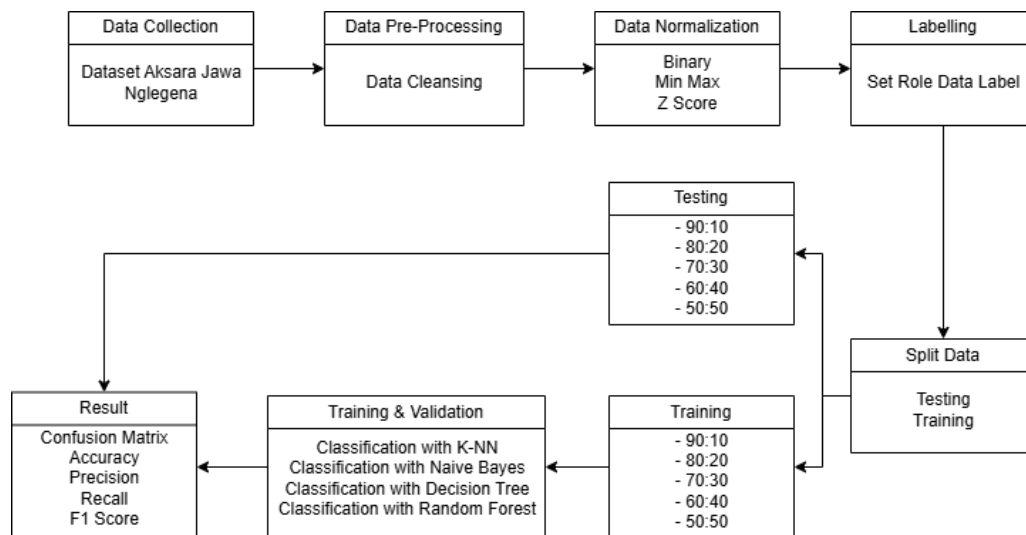 Data Collection
Dataset Aksara Jawa
Nglegena
Data Pre-Processing
Data Cleansing
Data Normalization
Binary
Min Max
Z Score
Labelling
Set Role Data Label
Split Data
Testing
Training
Testing
- 90:10
- 80:20
- 70:30
- 60:40
- 50:50
Training
- 90:10
- 80:20
- 70:30
- 60:40
- 50:50
Training & Validation
Classification with K-NN
Classification with Naive Bayes
Classification with Decision Tree
Classification with Random Forest
Result
Confusion Matrix
Accuracy
Precision
Recall
F1 Score